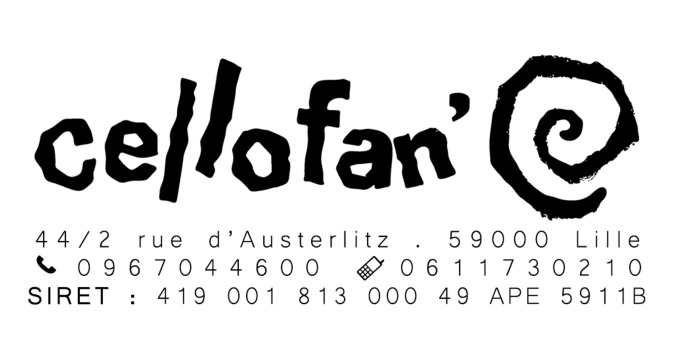 cellofan'
44/2 rue d'Austerlitz . 59000 Lille
0967044600 0611730210
SIRET : 419 001 813 000 49 APE 5911B